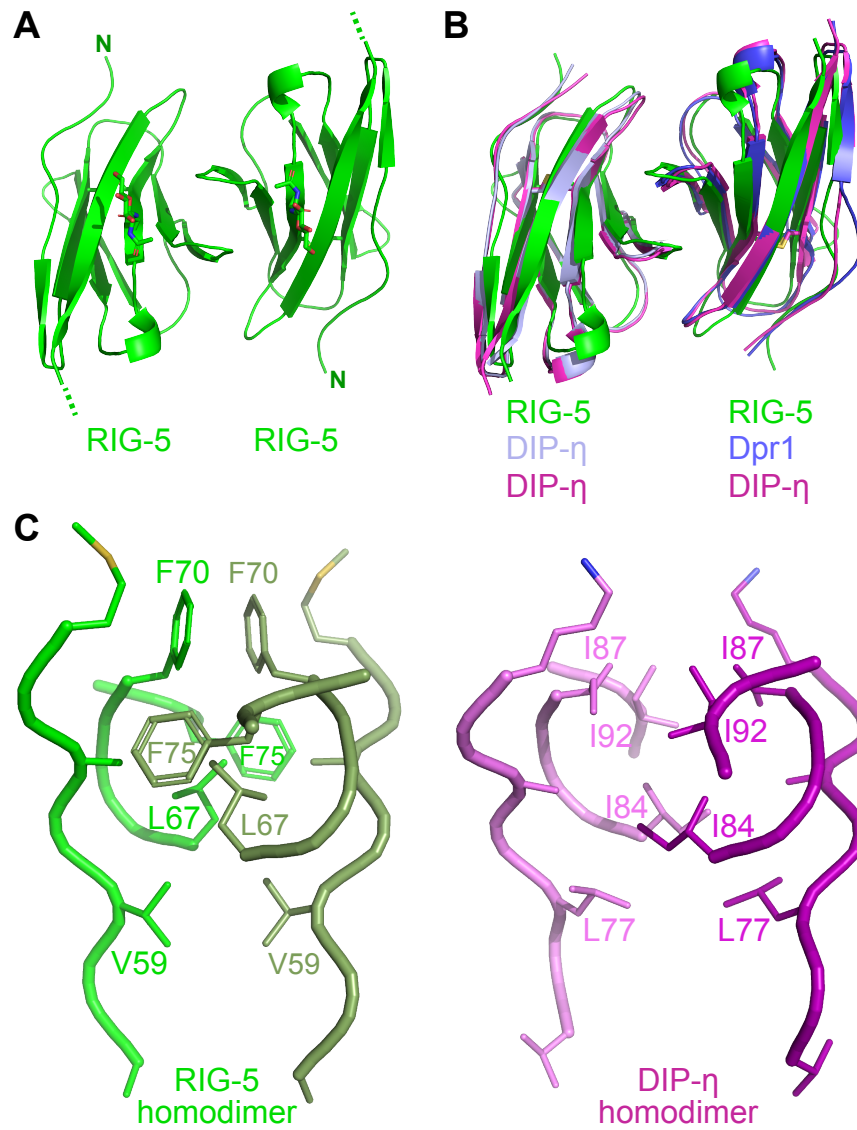 A
B
N
N
RIG-5
RIG-5
RIG-5
DIP-η
DIP-η
RIG-5
Dpr1
DIP-η
C
F70
F70
F75
F75
L67
L67
V59
V59
RIG-5
homodimer
I87
I87
I92
I92
I84
I84
L77
L77
DIP-η
homodimer